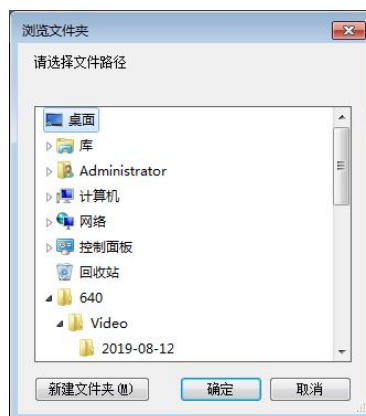 浏览文件夹
请选择文件路径
桌面
库
Administrator
计算机
网络
控制面板
回收站
640
Video
2019-08-12
新建文件夹(M)
确定
取消